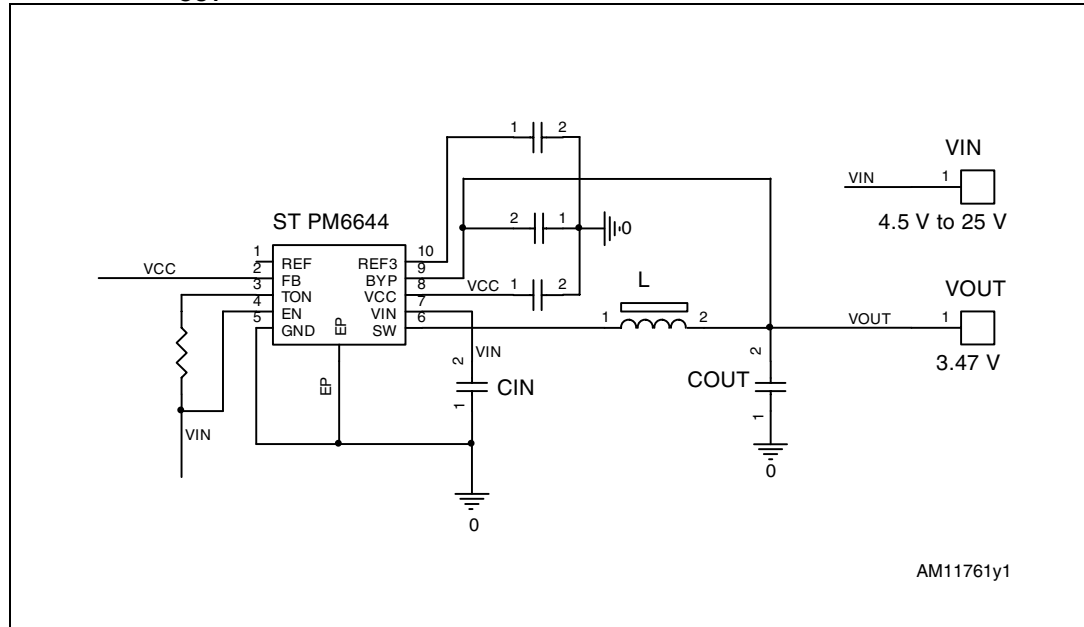 1 2
VIN
VIN 1
4.5 V to 25 V
ST PM6644
2 1 0
1 REF REF3 10
VCC 2 FB BYP 9
3 TON VCC 8 VCC 1 2
4 EN VIN 7
5 GND EP SW 6
L
1 2
VOUT
VOUT 1
3.47 V
VIN
2
CIN
1
EP
2
COUT
1
VIN
0
0
AM11761y1